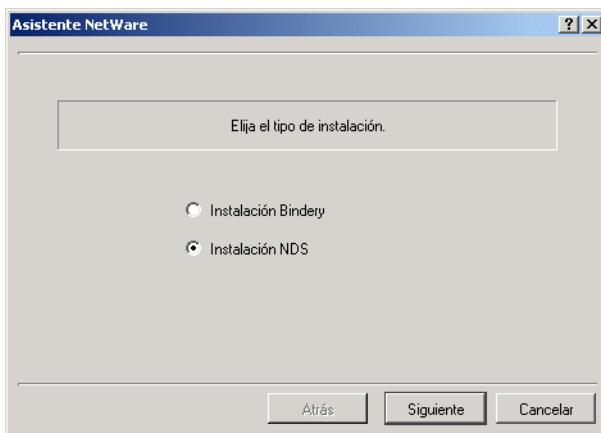 Asistente NetWare
Elija el tipo de instalación.
Instalación Bindery
Instalación NDS
Atrás Siguiente Cancelar